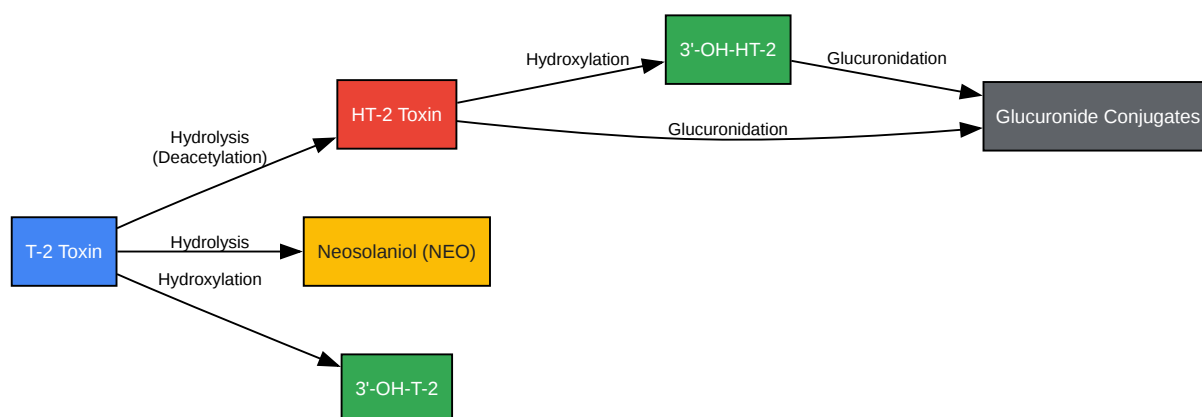 3'-OH-HT-2
Hydroxylation
Glucuronidation
HT-2 Toxin
Glucuronide Conjugates
Glucuronidation
Hydrolysis
(Deacetylation)
T-2 Toxin
Hydrolysis
Neosolaniol (NEO)
Hydroxylation
3'-OH-T-2